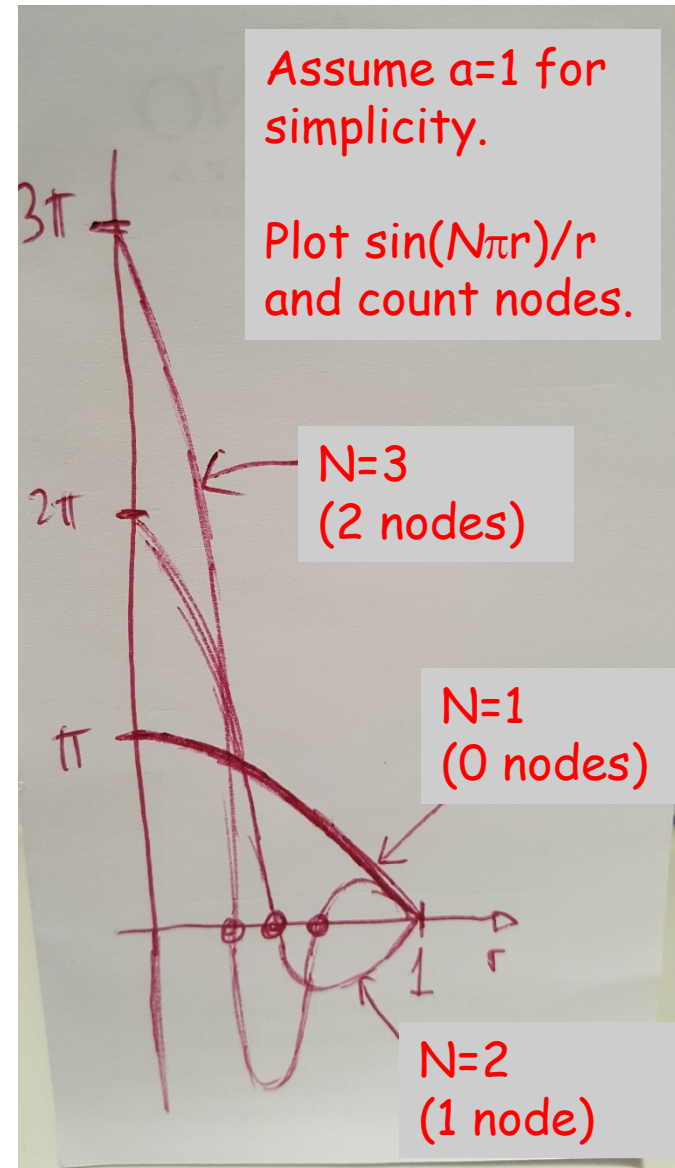 Assume a=1 for
simplicity.
Plot sin(Nπr)/r
and count nodes.
3π
N=3
(2 nodes)
2π
N=1
(0 nodes)
π
1
r
N=2
(1 node)